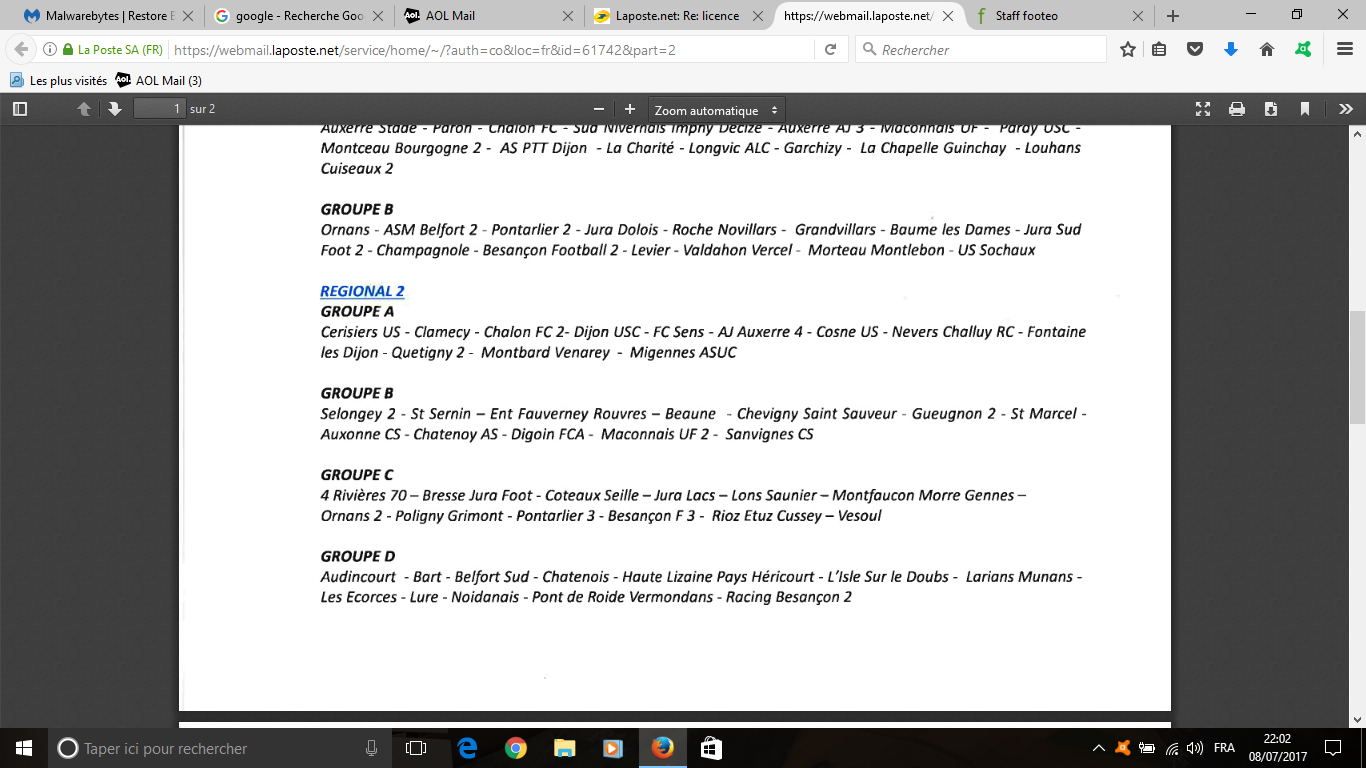 Malwarebytes | Restore B
google - Recherche Goo
AOL Mail
Laposte.net: Re: licence
https://webmail.laposte.net/
Staff footeo
La Poste SA (FR)
https://webmail.laposte.net/service/home/~/?auth=co&loc=fr&id=61742&part=2
Rechercher
Les plus visités
Aol.
AOL Mail (3)
1 sur 2
Zoom automatique
Auxerre Stade - Paron - Chalon FC - Sud Nivernais Imphy Decize - Auxerre AJ 3 - Maconnais UF - Paray USC -
Montceau Bourgogne 2 - AS PTT Dijon - La Charité - Longvic ALC - Garchizy - La Chapelle Guinchay - Louhans
Cuiseaux 2
GROUPE B
Ornans - ASM Belfort 2 - Pontarlier 2 - Jura Dolois - Roche Novillars - Grandvillars - Baume les Dames - Jura Sud
Foot 2 - Champagnole - Besançon Football 2 - Levier - Valdahon Vercel - Morteau Montlebon - US Sochaux
REGIONAL 2
GROUPE A
Cerisiers US - Clamecy - Chalon FC 2- Dijon USC - FC Sens - AJ Auxerre 4 - Cosne US - Nevers Challuy RC - Fontaine
les Dijon - Quetigny 2 - Montbard Venarey - Migennes ASUC
GROUPE B
Selongey 2 - St Sernin – Ent Fauverney Rouvres – Beaune - Chevigny Saint Sauveur - Gueugnon 2 - St Marcel -
Auxonne CS - Chatenoy AS - Digoin FCA - Maconnais UF 2 - Sanvignes CS
GROUPE C
4 Rivières 70 – Bresse Jura Foot - Coteaux Seille – Jura Lacs – Lons Saunier – Montfaucon Morre Gennes –
Ornans 2 - Poligny Grimont - Pontarlier 3 - Besançon F 3 - Rioz Etuz Cussey – Vesoul
GROUPE D
Audincourt - Bart - Belfort Sud - Chatenois - Haute Lizaine Pays Héricourt - L'Isle Sur le Doubs - Larians Munans -
Les Ecorces - Lure - Noidanais - Pont de Roide Vermondans - Racing Besançon 2
Taper ici pour rechercher
FRA
22:02
08/07/2017